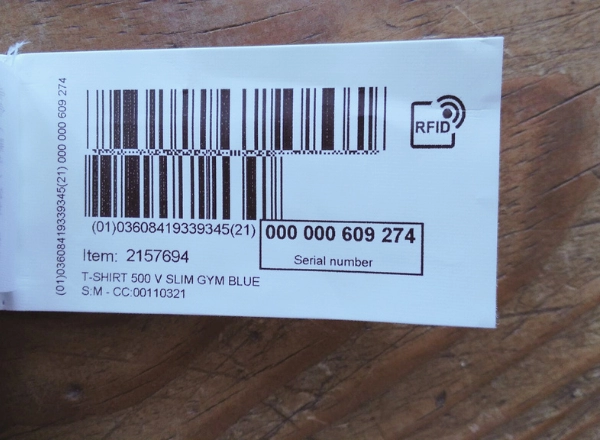 (01)03608419339345(21) 000 000 609 274
RFID
(01)03608419339345(21)
000 000 609 274
Serial number
Item: 2157694
T-SHIRT 500 V SLIM GYM BLUE
S:M - CC:00110321